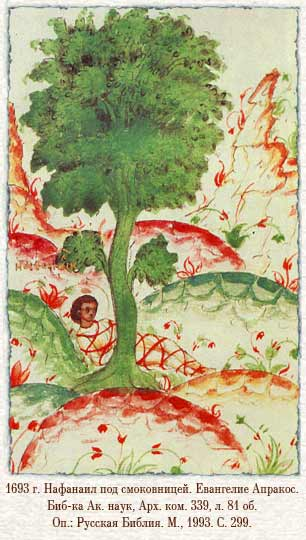 1693 г. Нафанаил под смоковницей. Евангелие Апракос.
Биб-ка Ак. наук, Арх. ком. 339, л. 81 об.
Оп.: Русская Библия. М., 1993. С. 299.